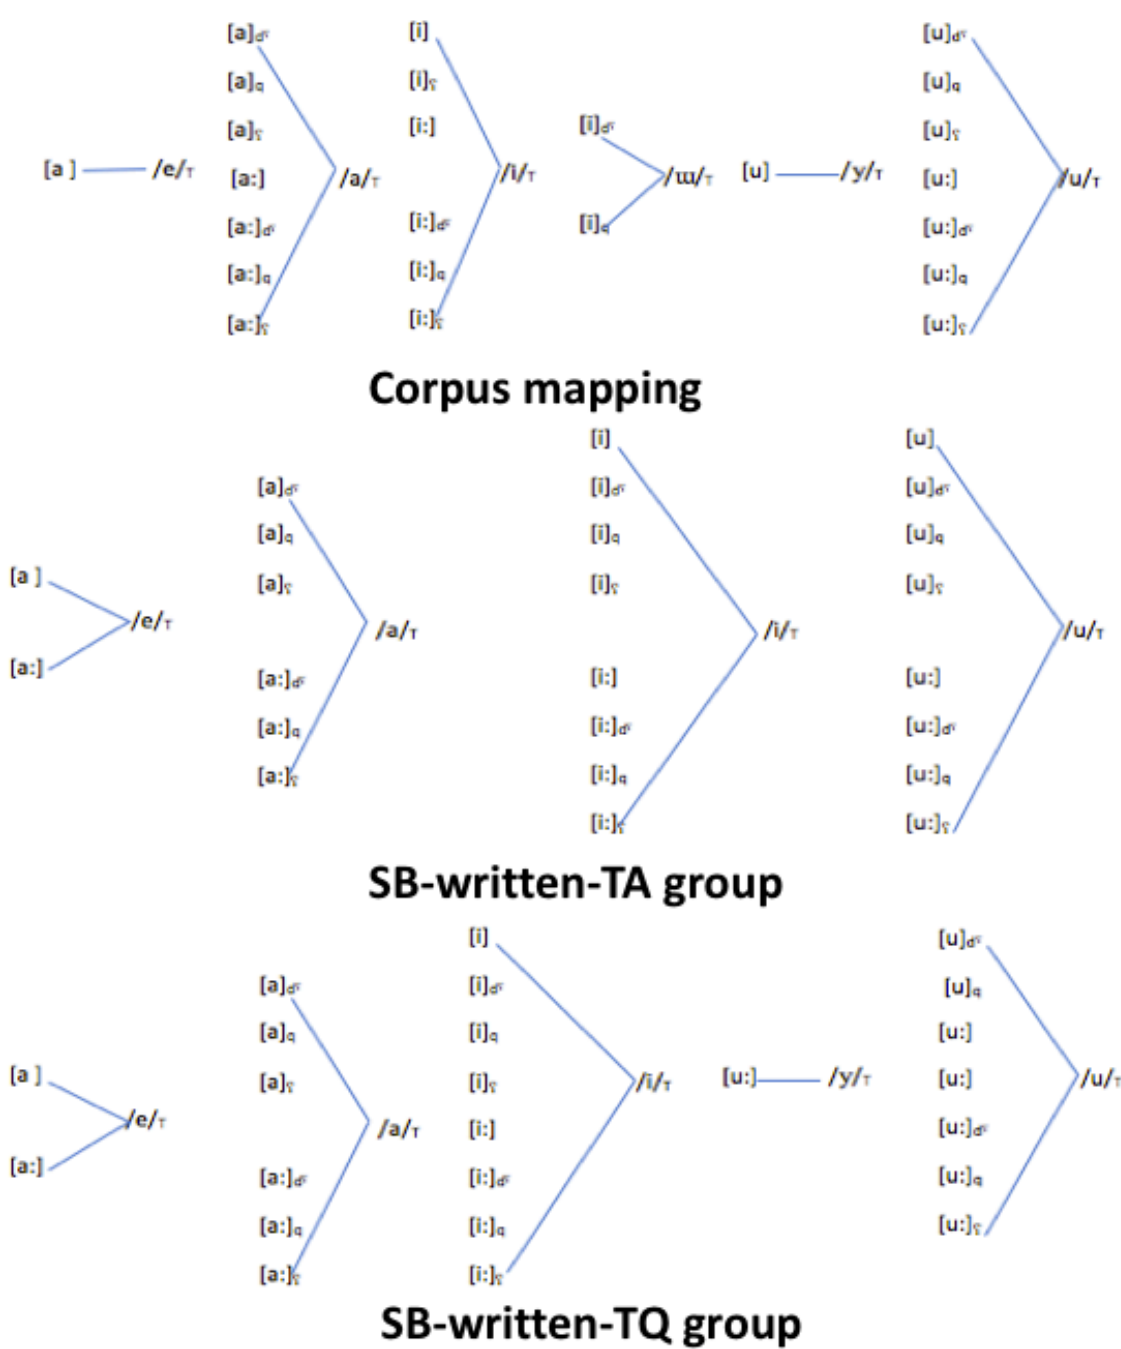 [a]dˤ [i] [u]dˤ
[a]q [i]ʕ [u]q
[a]ʕ [i:] [i]dˤ [u]ʕ
[a ] /e/T [a:] /a/T /i/T /ɯ/T [u] /y/T [u:] /u/T
[a:]dˤ [i:]dˤ [i]q [u:]dˤ
[a:]q [i:]q [u:]q
[a:]ʕ [i:]ʕ [u:]ʕ
Corpus mapping
[i] [u]
[a]dˤ [i]dˤ [u]dˤ
[a]q [i]q [u]q
[a ] [a]ʕ [i]ʕ [u]ʕ
/e/T /a/T /i/T /u/T
[a:] [a:]dˤ [i:] [u:]
[a:]q [i:]dˤ [u:]dˤ
[a:]ʕ [i:]q [u:]q
[i:]ʕ [u:]ʕ
SB-written-TA group
[i] [u]dˤ
[a]dˤ [i]dˤ [u]q
[a]q [i]q [u:]
[a ] [a]ʕ [i]ʕ /i/T [u:] /y/T [u:] /u/T
/e/T /a/T [i:] [u:]dˤ
[a:] [a:]dˤ [i:]dˤ [u:]q
[a:]q [i:]q [u:]ʕ
[a:]ʕ [i:]ʕ
SB-written-TQ group